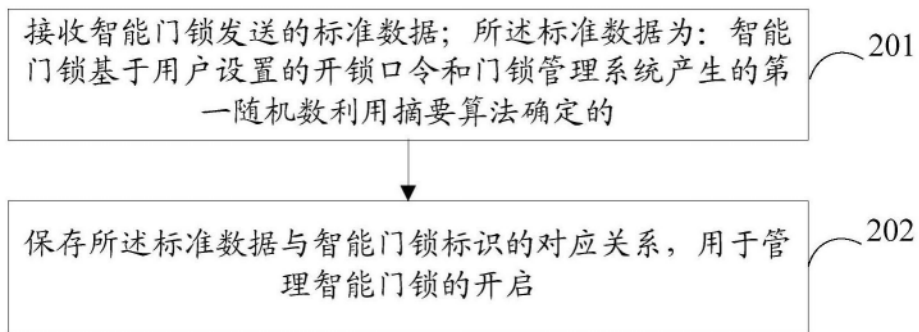 接收智能门锁发送的标准数据；所述标准数据为：智能
门锁基于用户设置的开锁口令和门锁管理系统产生的第
一随机数利用摘要算法确定的
201
保存所述标准数据与智能门锁标识的对应关系，用于管
理智能门锁的开启
202